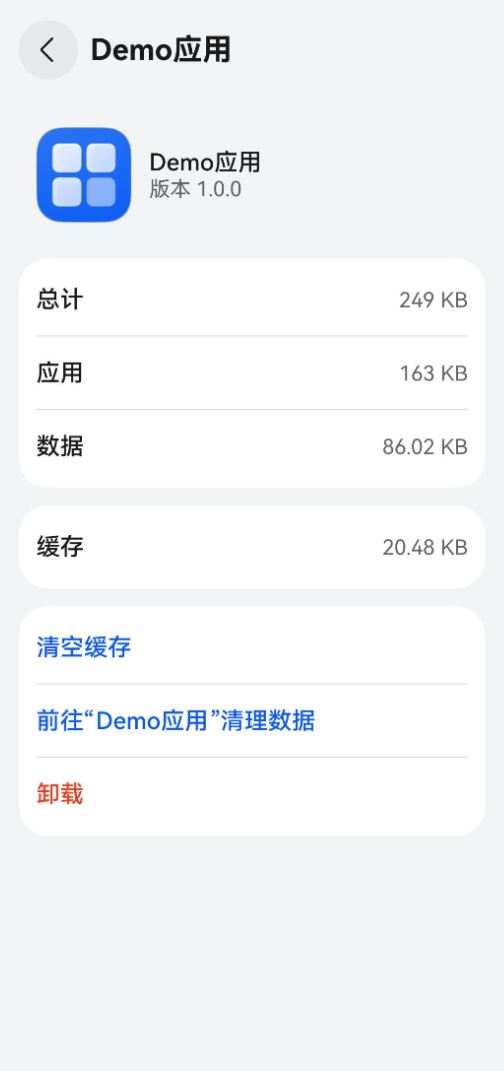 Demo应用
Demo应用
版本 1.0.0
总计 249 KB
应用 163 KB
数据 86.02 KB
缓存 20.48 KB
清空缓存
前往“Demo应用”清理数据
卸载